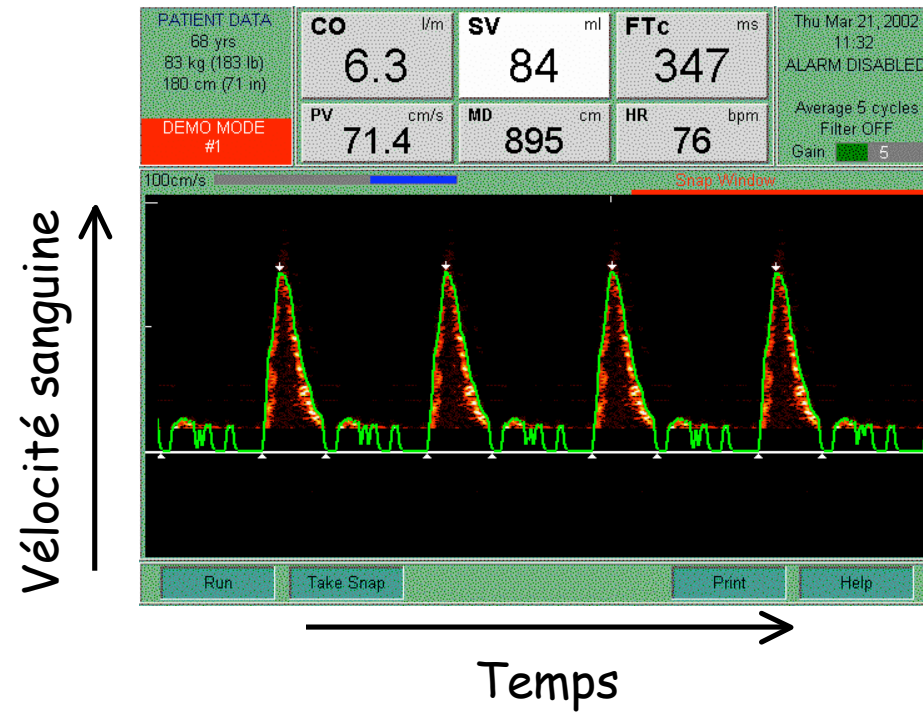 PATIENT DATA
68 yrs
83 kg (183 lb)
180 cm (71 in)
DEMO MODE
#1
CO l/m
6.3
SV ml
84
FTc ms
347
PV cm/s
71.4
MD cm
895
HR bpm
76
Thu Mar 21, 2002
11:32
ALARM DISABLED
Average 5 cycles
Filter OFF
Gain 5
100cm/s
Snap Window
Vélocité sanguine
Run
Take Snap
Print
Help
Temps